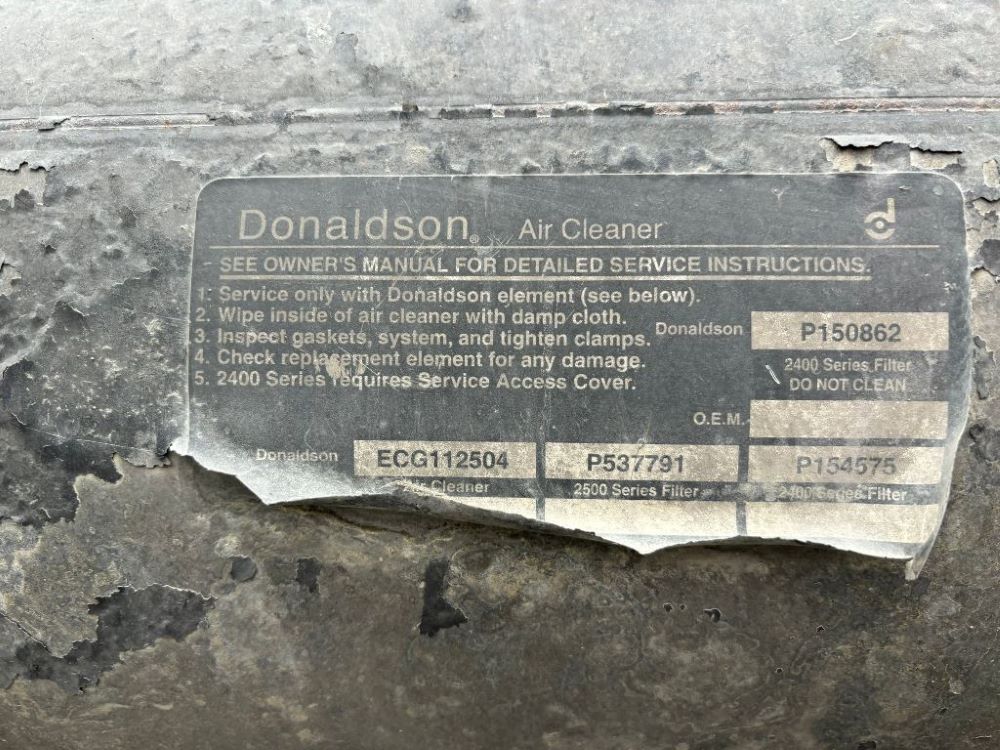 Donaldson® Air Cleaner
SEE OWNER'S MANUAL FOR DETAILED SERVICE INSTRUCTIONS.
1. Service only with Donaldson element (see below).
2. Wipe inside of air cleaner with damp cloth.
3. Inspect gaskets, system, and tighten clamps.
4. Check replacement element for any damage.
5. 2400 Series requires Service Access Cover.
Donaldson P150862
2400 Series Filter
DO NOT CLEAN
O.E.M.
Donaldson ECG112504 P537791 P154575
Cleaner 2500 Series Filter 2400 Series Filter